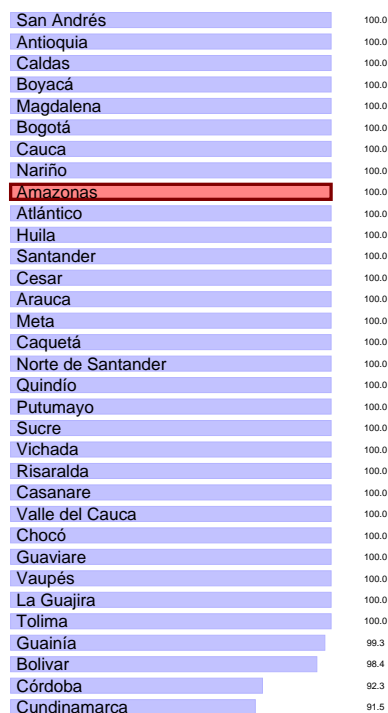 San Andrés 100.0
Antioquia 100.0
Caldas 100.0
Boyacá 100.0
Magdalena 100.0
Bogotá 100.0
Cauca 100.0
Nariño 100.0
Amazonas 100.0
Atlántico 100.0
Huila 100.0
Santander 100.0
Cesar 100.0
Arauca 100.0
Meta 100.0
Caquetá 100.0
Norte de Santander 100.0
Quindío 100.0
Putumayo 100.0
Sucre 100.0
Vichada 100.0
Risaralda 100.0
Casanare 100.0
Valle del Cauca 100.0
Chocó 100.0
Guaviare 100.0
Vaupés 100.0
La Guajira 100.0
Tolima 100.0
Guainía 99.3
Bolivar 98.4
Córdoba 92.3
Cundinamarca 91.5